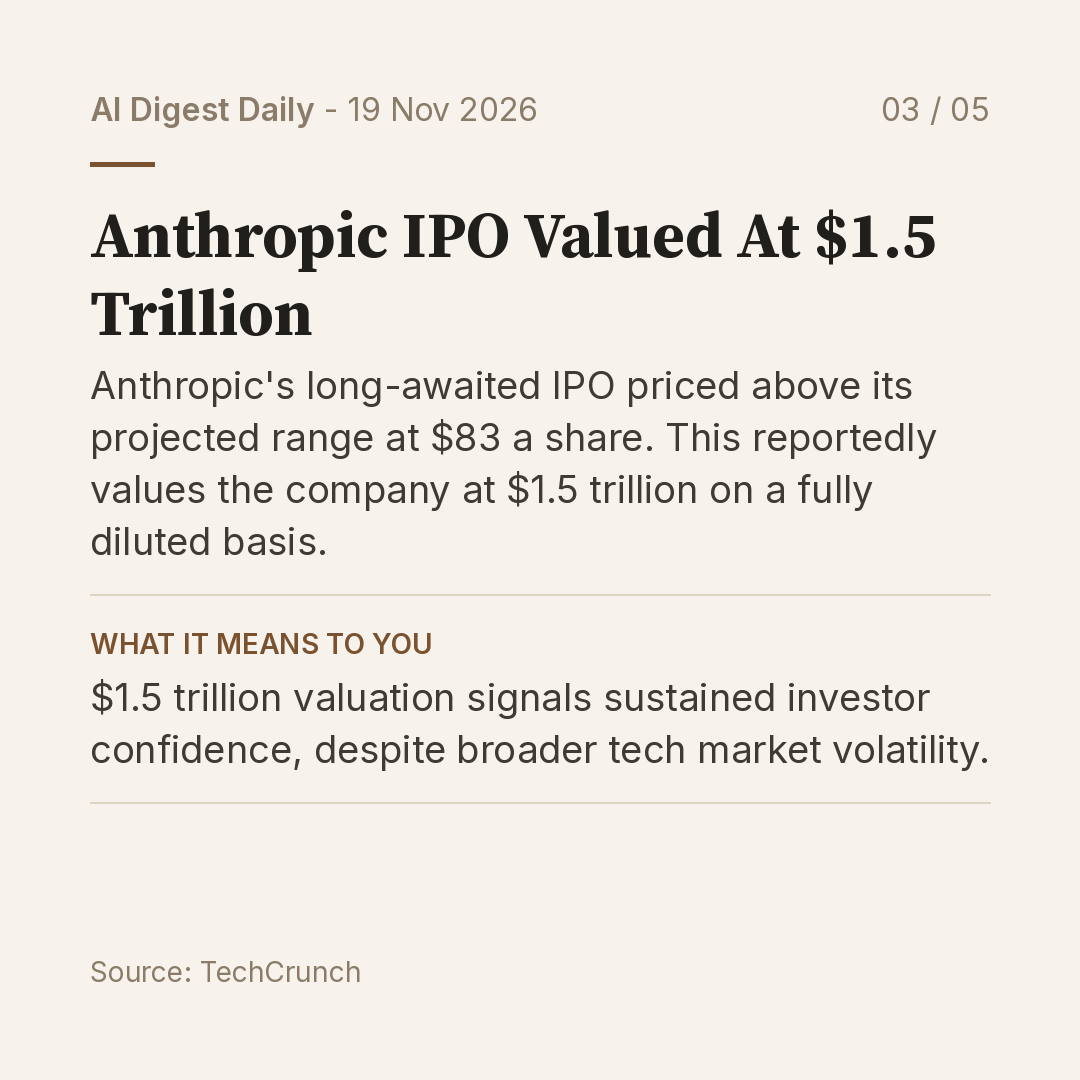 AI Digest Daily - 19 Nov 2026
03 / 05
Anthropic IPO Valued At $1.5
Trillion
Anthropic's long-awaited IPO priced above its
projected range at $83 a share. This reportedly
values the company at $1.5 trillion on a fully
diluted basis.
WHAT IT MEANS TO YOU
$1.5 trillion valuation signals sustained investor
confidence, despite broader tech market volatility.
Source: TechCrunch